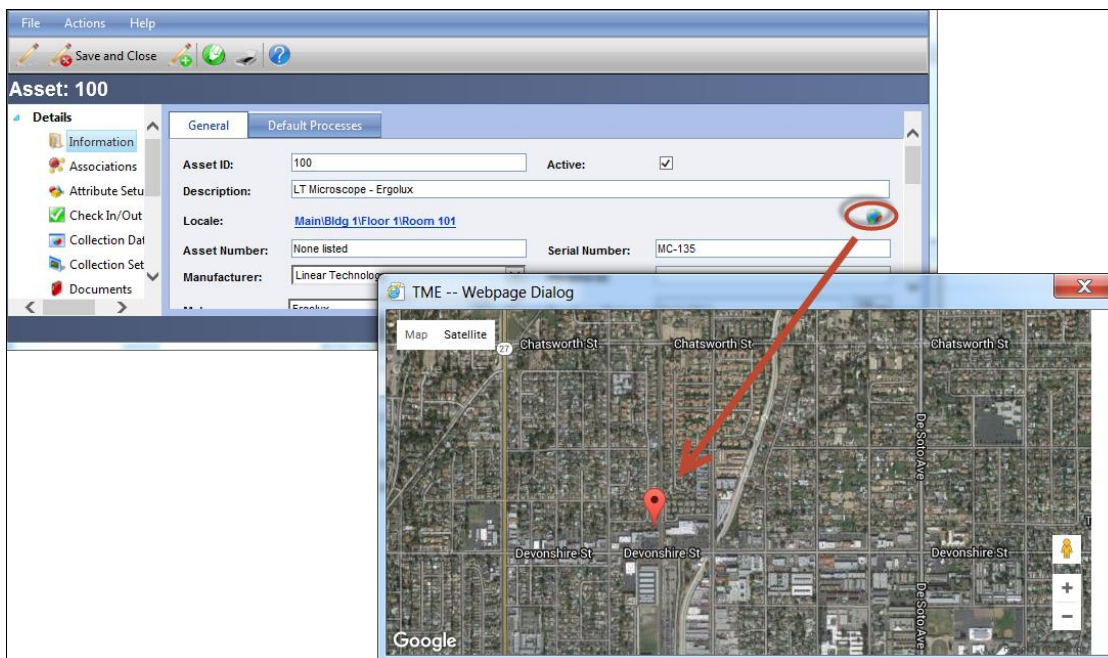 File Actions Help
Save and Close
Asset: 100
Details
Information
Associations
Attribute Setu
Check In/Out
Collection Dat
Collection Set
Documents
General Default Processes
Asset ID: 100 Active:
Description: LT Microscope - Ergolux
Locale: Main\Bldg 1\Floor 1\Room 101
Asset Number: None listed Serial Number: MC-135
Manufacturer: Linear Technolog
TME -- Webpage Dialog
X
Map Satellite
27
Chatsworth St Chatsworth St Chatsworth St
De Soto Ave
Devonshire St Devonshire St Devonshire St
De Soto Ave
Google